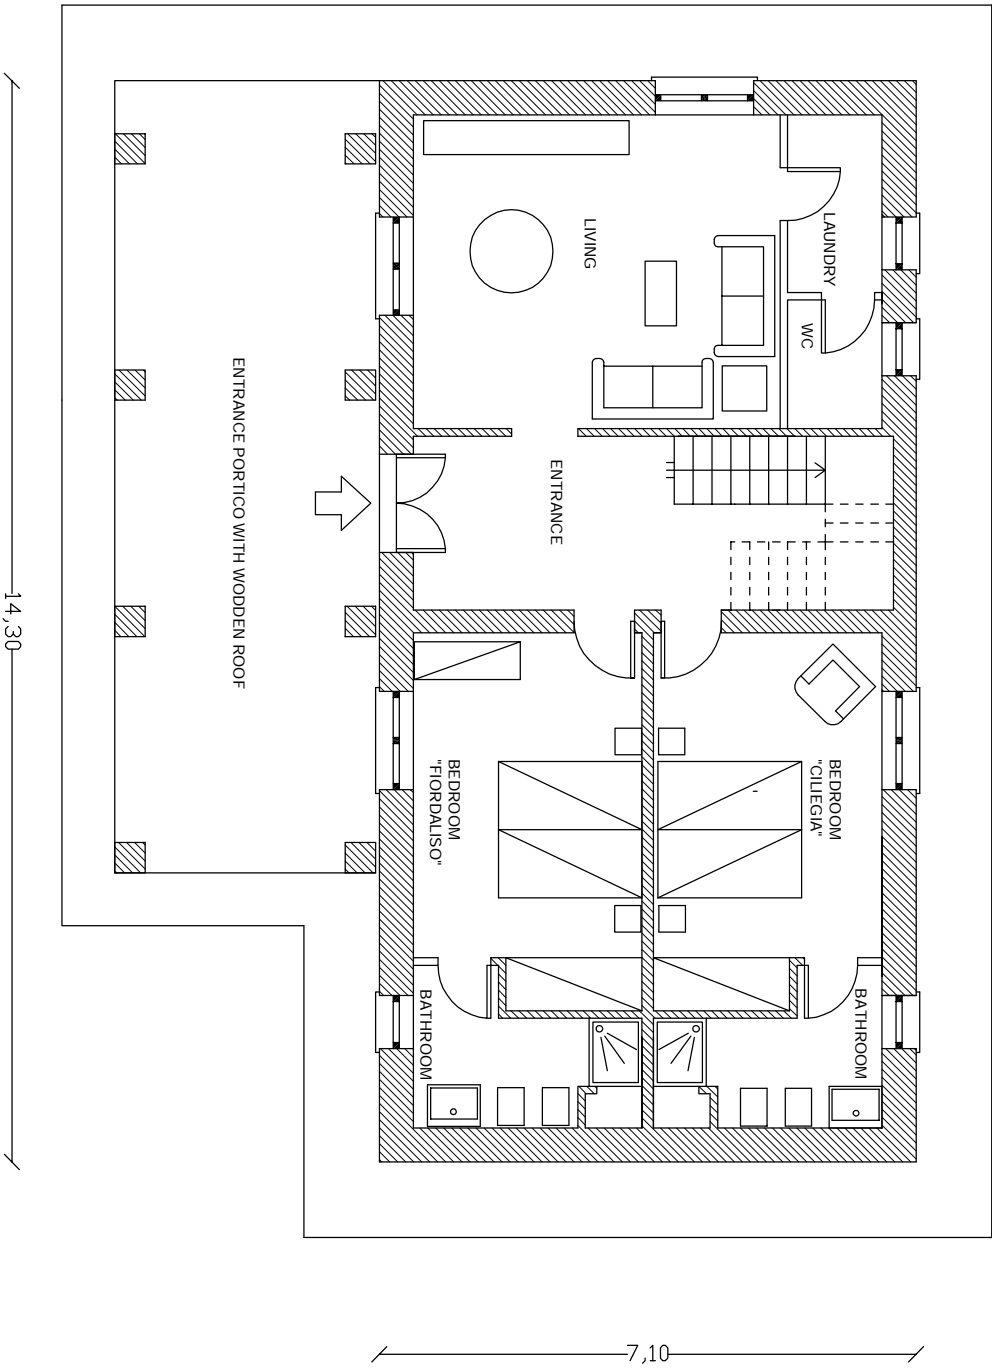 LIVING
LAUNDRY
WC
ENTRANCE PORTICO WITH WODDEN ROOF
ENTRANCE
BEDROOM
"FIORDALISO"
BEDROOM
"CILIEGIA"
BATHROOM
BATHROOM
14,30
7,10